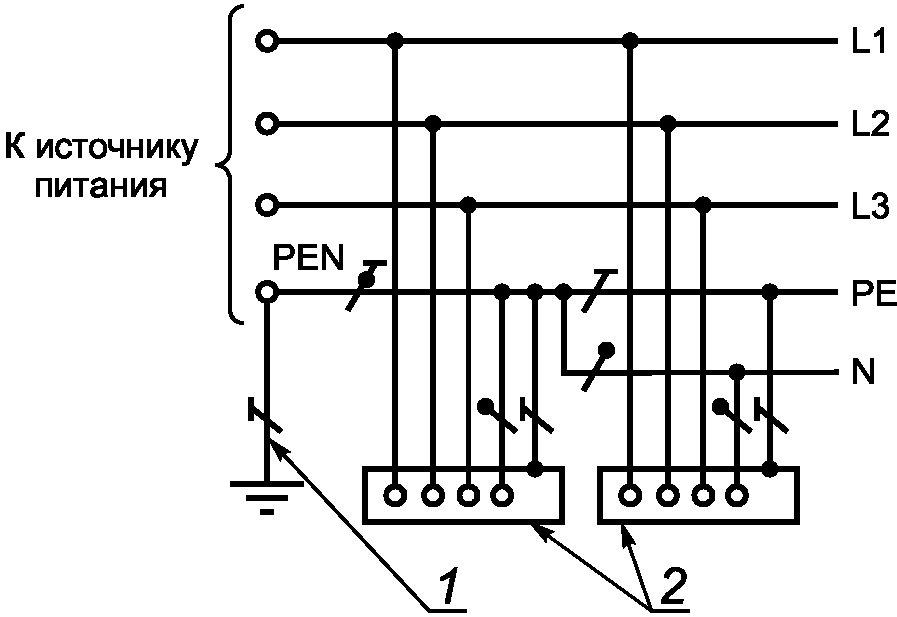 L1
L2
К источнику
питания
L3
PEN
PE
N
1
2